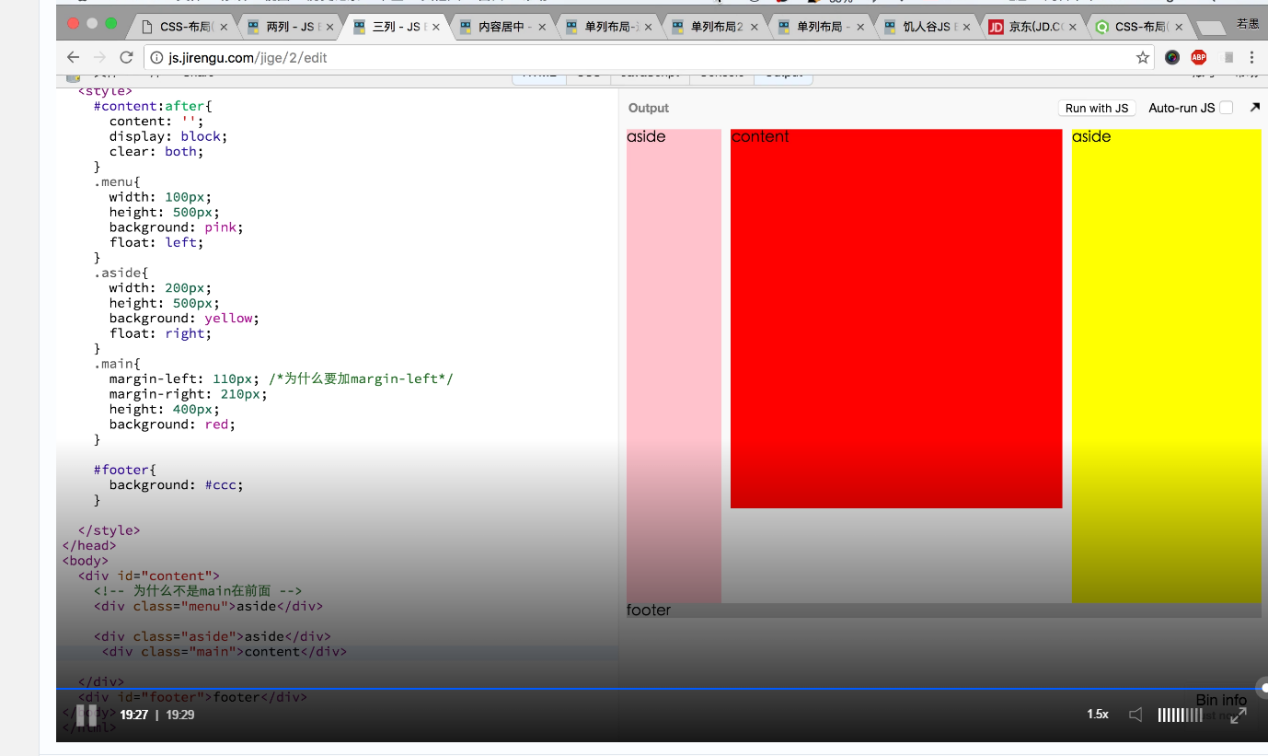 CSS-布局(
两列 - JS B
三列 - JS B
内容居中 -
单列布局-
单列布局2
单列布局 -
饥人谷JS B
京东(JD.CO
CSS-布局(
若愚
js.jirengu.com/jige/2/edit
<style>
#content:after{
content: '';
display: block;
clear: both;
}
.menu{
width: 100px;
height: 500px;
background: pink;
float: left;
}
.aside{
width: 200px;
height: 500px;
background: yellow;
float: right;
}
.main{
margin-left: 110px; /*为什么要加margin-left*/
margin-right: 210px;
height: 400px;
background: red;
}
#footer{
background: #ccc;
}
</style>
</head>
<body>
<div id="content">
<!-- 为什么不是main在前面 -->
<div class="menu">aside</div>
<div class="aside">aside</div>
<div class="main">content</div>
</div>
<div id="footer">footer</div>
</html>
Output
Run with JS
Auto-run JS
aside
content
aside
footer
Bin info
19:27 | 19:29
1.5x